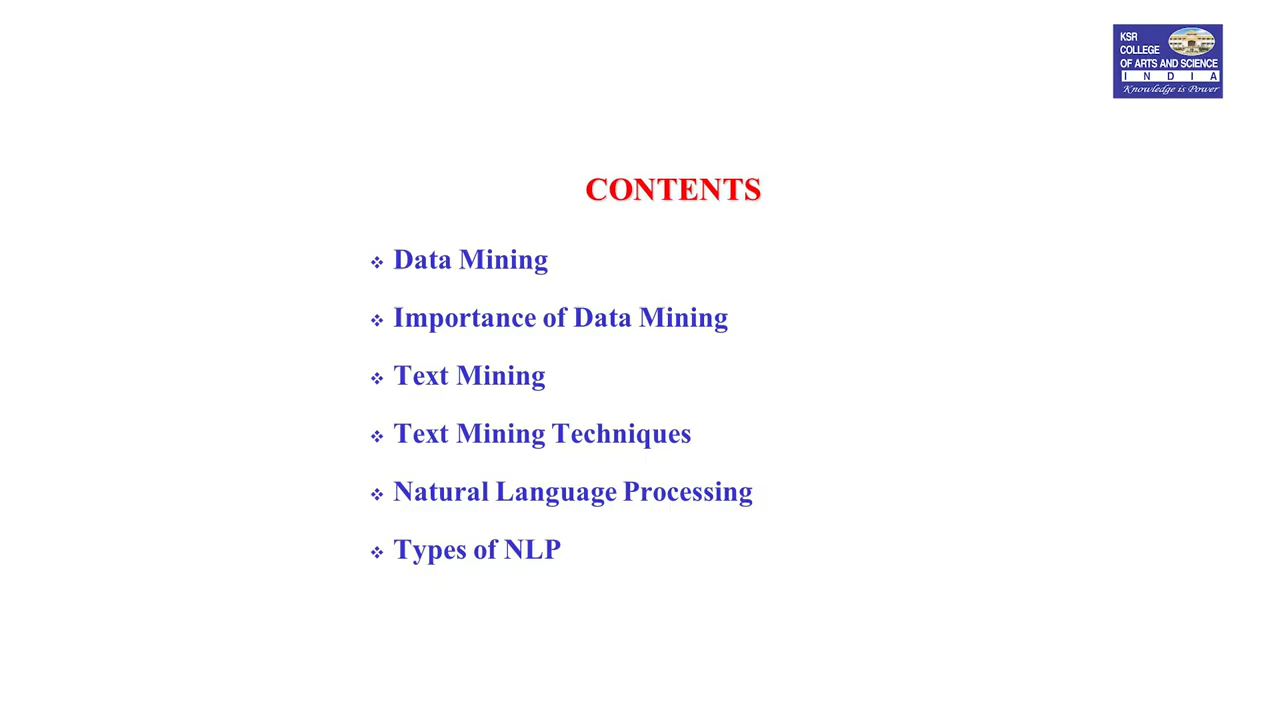 KSR
COLLEGE
OF ARTS AND SCIENCE
I N D I A
Knowledge is Power
CONTENTS
❖ Data Mining
❖ Importance of Data Mining
❖ Text Mining
❖ Text Mining Techniques
❖ Natural Language Processing
❖ Types of NLP